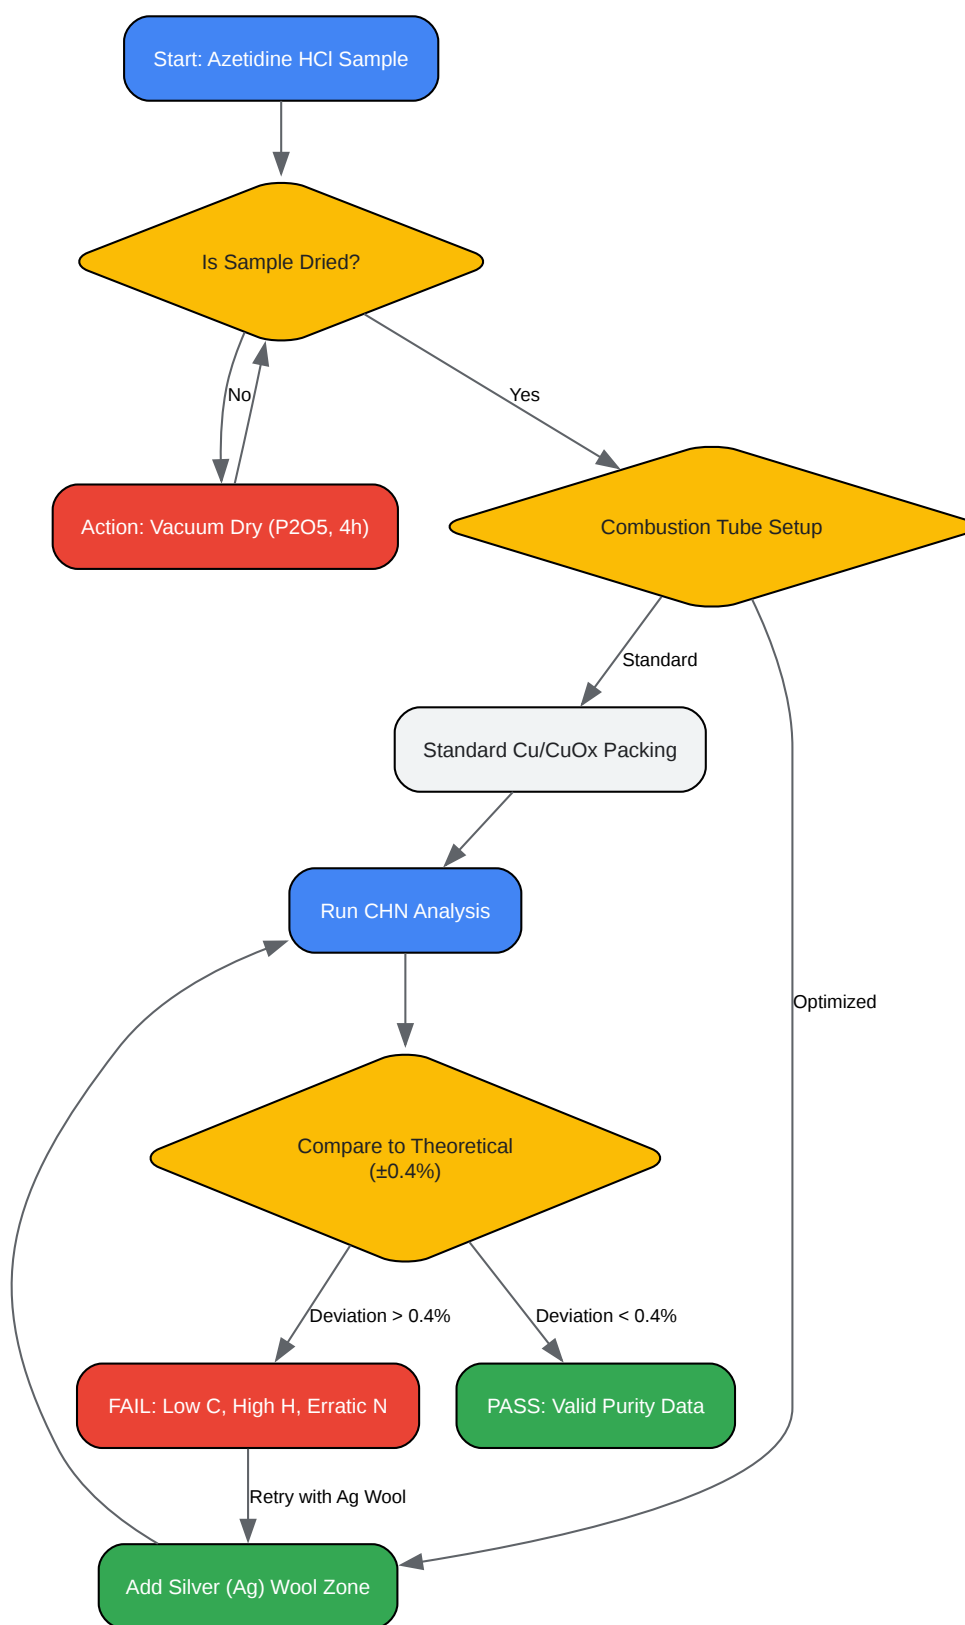 Start: Azetidine HCl Sample
Is Sample Dried?
No
Yes
Action: Vacuum Dry (P2O5, 4h)
Combustion Tube Setup
Standard
Standard Cu/CuOx Packing
Run CHN Analysis
Optimized
Compare to Theoretical
(±0.4%)
Deviation > 0.4%
Deviation < 0.4%
FAIL: Low C, High H, Erratic N
PASS: Valid Purity Data
Retry with Ag Wool
Add Silver (Ag) Wool Zone